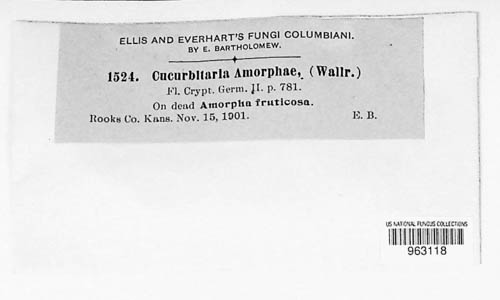 ELLIS AND EVERHART'S FUNGI COLUMBIANI.
BY E. BARTHOLOMEW.
1524. Cucurbitaria Amorphae, (Wallr.)
Fl. Crypt. Germ. II. p. 781.
On dead Amorpha fruticosa.
Rooks Co. Kans. Nov. 15, 1901. E. B.
US NATIONAL FUNGUS COLLECTIONS
963118